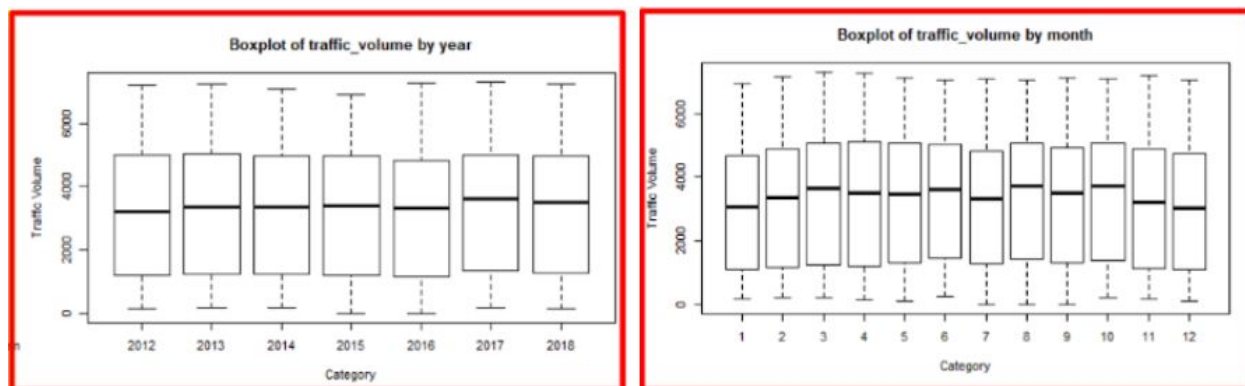 Boxplot of traffic_volume by year
Traffic Volume
6000
4000
2000
0
2012 2013 2014 2015 2016 2017 2018
Category
Boxplot of traffic_volume by month
Traffic Volume
6000
4000
2000
0
1 2 3 4 5 6 7 8 9 10 11 12
Category